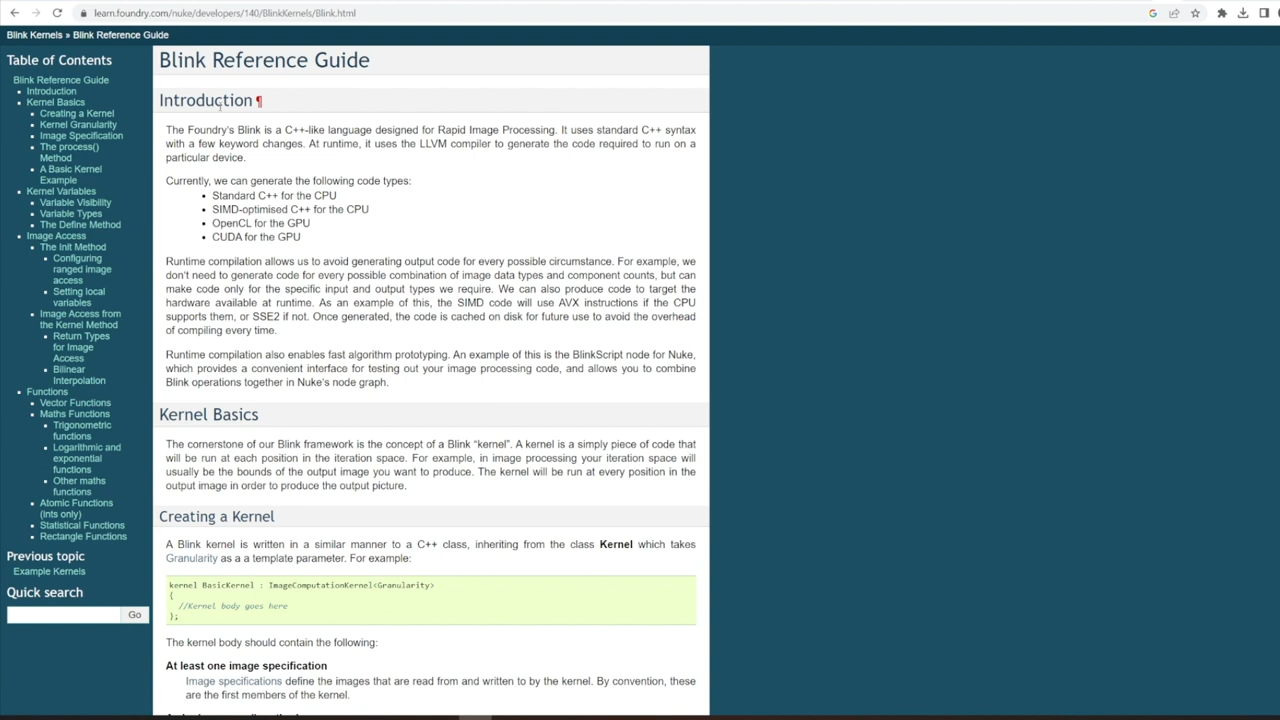 learn.foundry.com/nuke/developers/140/BlinkKernels/Blink.html
Blink Kernels » Blink Reference Guide
Table of Contents
Blink Reference Guide
Introduction
Kernel Basics
Creating a Kernel
Kernel Granularity
Image Specification
The process()
Method
A Basic Kernel
Example
Kernel Variables
Variable Visibility
Variable Types
The Define Method
Image Access
The Init Method
Configuring
ranged image
access
Setting local
variables
Image Access from
the Kernel Method
Return Types
for Image
Access
Bilinear
Interpolation
Functions
Vector Functions
Maths Functions
Trigonometric
functions
Logarithmic and
exponential
functions
Other maths
functions
Atomic Functions
(Ints only)
Statistical Functions
Rectangle Functions
Previous topic
Example Kernels
Quick search
Go
Blink Reference Guide
Introduction ¶
The Foundry's Blink is a C++-like language designed for Rapid Image Processing. It uses standard C++ syntax
with a few keyword changes. At runtime, it uses the LLVM compiler to generate the code required to run on a
particular device.
Currently, we can generate the following code types:
• Standard C++ for the CPU
• SIMD-optimised C++ for the CPU
• OpenCL for the GPU
• CUDA for the GPU
Runtime compilation allows us to avoid generating output code for every possible circumstance. For example, we
don't need to generate code for every possible combination of image data types and component counts, but can
make code only for the specific input and output types we require. We can also produce code to target the
hardware available at runtime. As an example of this, the SIMD code will use AVX instructions if the CPU
supports them, or SSE2 if not. Once generated, the code is cached on disk for future use to avoid the overhead
of compiling every time.
Runtime compilation also enables fast algorithm prototyping. An example of this is the BlinkScript node for Nuke,
which provides a convenient interface for testing out your image processing code, and allows you to combine
Blink operations together in Nuke's node graph.
Kernel Basics
The cornerstone of our Blink framework is the concept of a Blink "kernel". A kernel is a simply piece of code that
will be run at each position in the iteration space. For example, in image processing your iteration space will
usually be the bounds of the output image you want to produce. The kernel will be run at every position in the
output image in order to produce the output picture.
Creating a Kernel
A Blink kernel is written in a similar manner to a C++ class, inheriting from the class Kernel which takes
Granularity as a a template parameter. For example:
kernel BasicKernel : ImageComputationKernel<Granularity>
{
//Kernel body goes here
};
The kernel body should contain the following:
At least one image specification
Image specifications define the images that are read from and written to by the kernel. By convention, these
are the first members of the kernel.